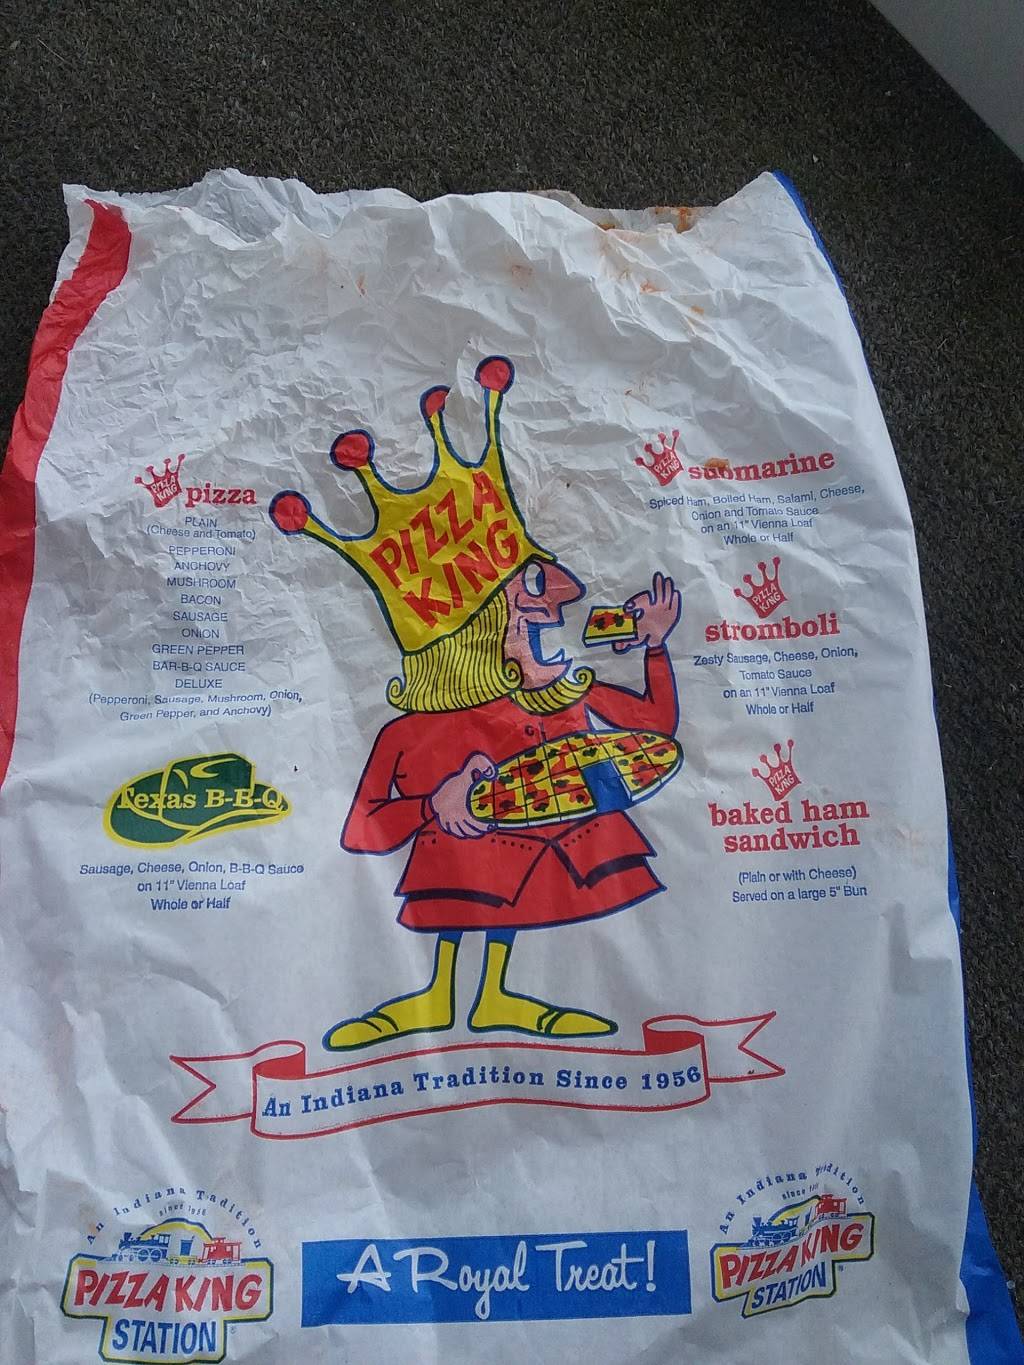 PIZZA
KING
PIZZA
KING
pizza
PLAIN
(Cheese and Tomato)
PEPPERONI
ANCHOVY
MUSHROOM
BACON
SAUSAGE
ONION
GREEN PEPPER
BAR-B-Q SAUCE
DELUXE
(Pepperoni, Sausage, Mushroom, Onion,
Green Pepper, and Anchovy)
Texas B-B-Q
Sausage, Cheese, Onion, B-B-Q Sauce
on 11" Vienna Loaf
Whole or Half
PIZZA
KING
submarine
Spiced Ham, Boiled Ham, Salami, Cheese,
Onion and Tomato Sauce
on an 11" Vienna Loaf
Whole or Half
PIZZA
KING
stromboli
Zesty Sausage, Cheese, Onion,
Tomato Sauce
on an 11" Vienna Loaf
Whole or Half
PIZZA
KING
baked ham
sandwich
(Plain or with Cheese)
Served on a large 5" Bun
An Indiana Tradition Since 1956
An Indiana Tradition
since 1956
PIZZA KING
STATION®
A Royal Treat!
An Indiana Tradition
since
PIZZA KING
STATION®